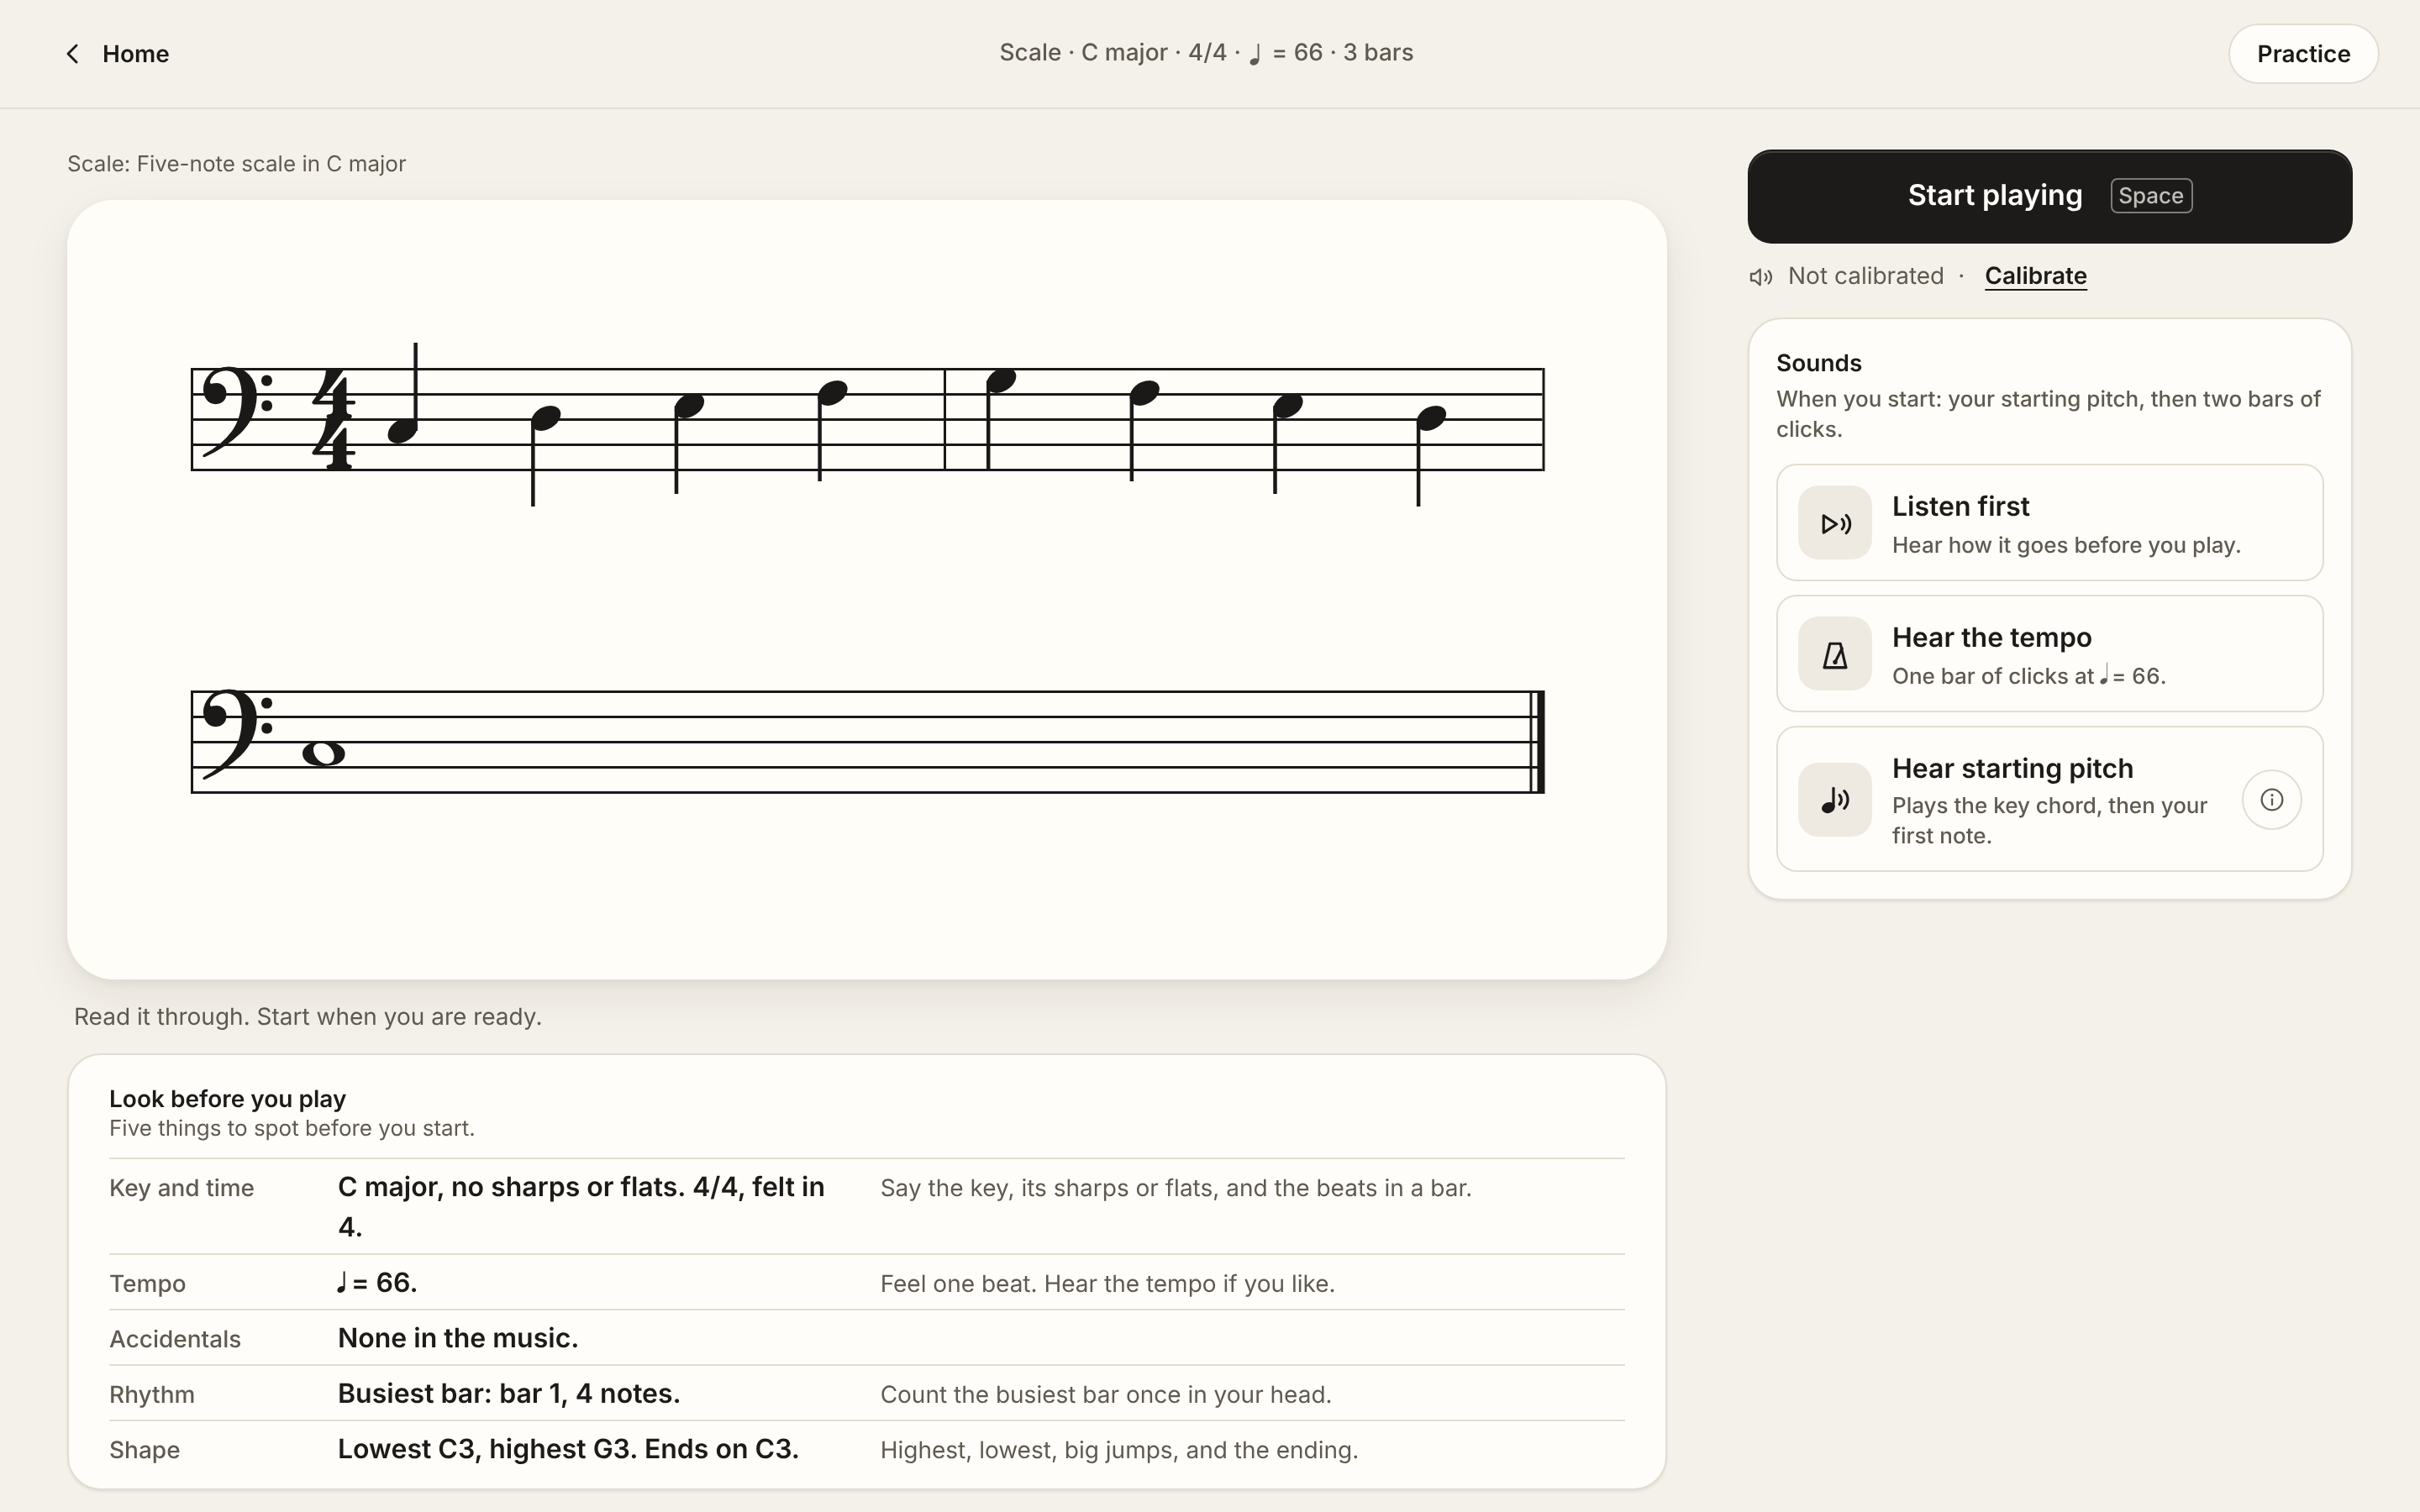 Home
Scale · C major · 4/4 · ♩ = 66 · 3 bars
Practice
Scale: Five-note scale in C major
4
4
Read it through. Start when you are ready.
Look before you play
Five things to spot before you start.
Key and time
C major, no sharps or flats. 4/4, felt in
4.
Say the key, its sharps or flats, and the beats in a bar.
Tempo
♩ = 66.
Feel one beat. Hear the tempo if you like.
Accidentals
None in the music.
Rhythm
Busiest bar: bar 1, 4 notes.
Count the busiest bar once in your head.
Shape
Lowest C3, highest G3. Ends on C3.
Highest, lowest, big jumps, and the ending.
Start playing Space
Not calibrated · Calibrate
Sounds
When you start: your starting pitch, then two bars of
clicks.
Listen first
Hear how it goes before you play.
Hear the tempo
One bar of clicks at ♩ = 66.
Hear starting pitch
Plays the key chord, then your
first note.